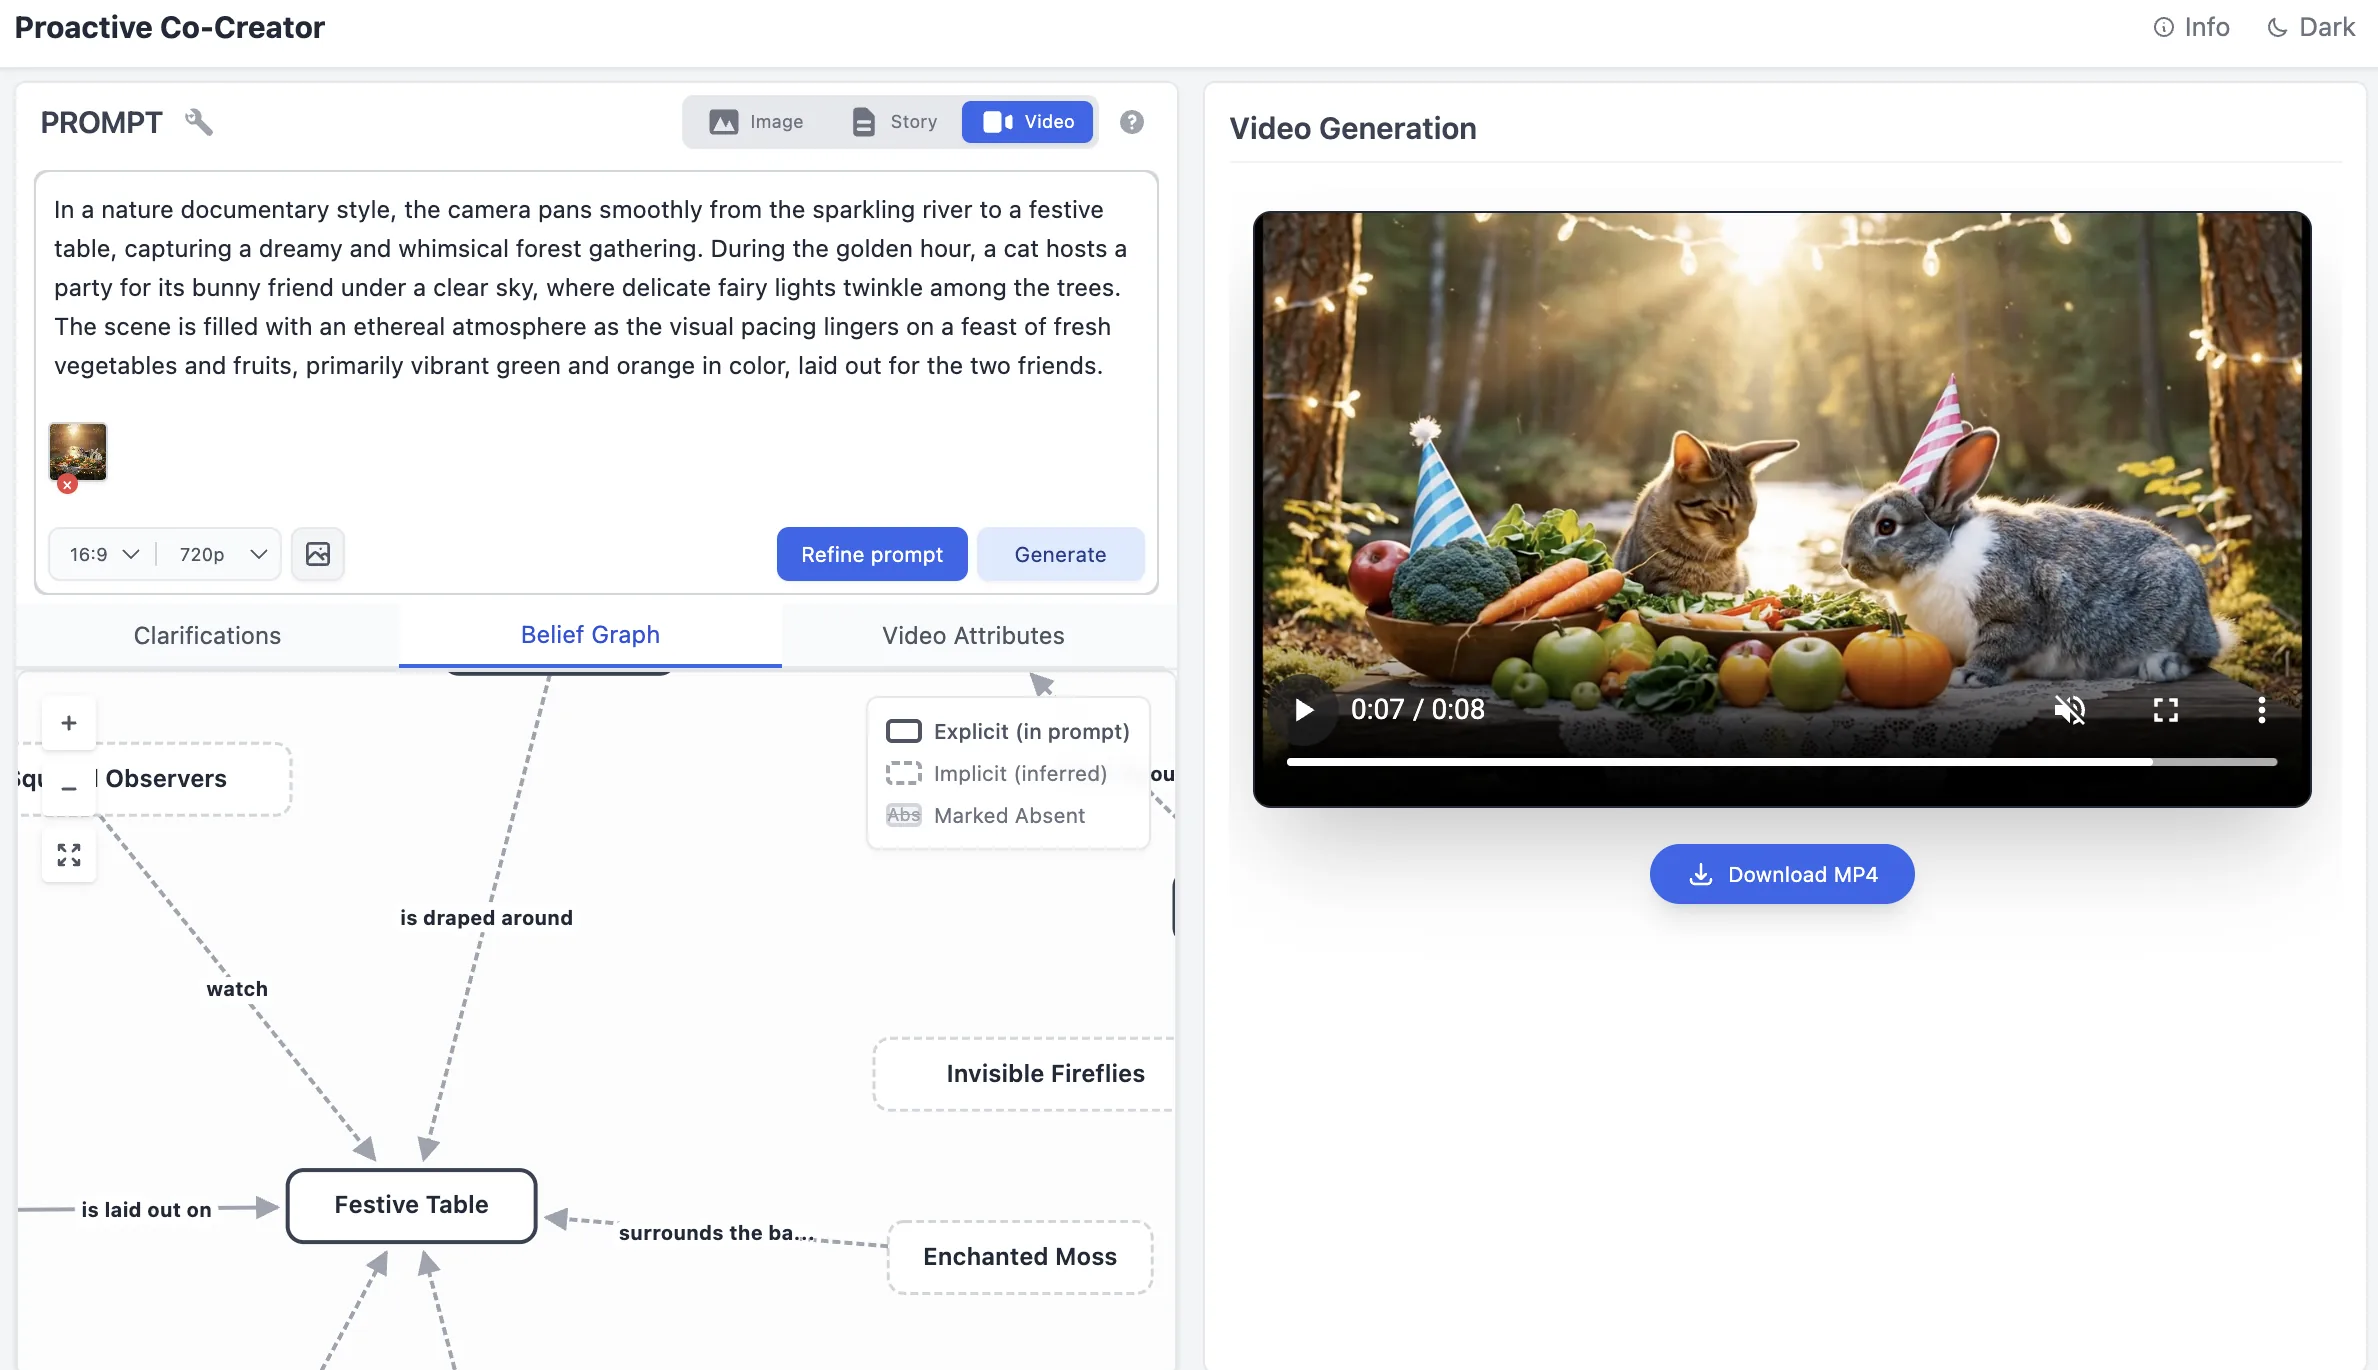 Proactive Co-Creator
Info
Dark
PROMPT
Image
Story
Video
?
In a nature documentary style, the camera pans smoothly from the sparkling river to a festive
table, capturing a dreamy and whimsical forest gathering. During the golden hour, a cat hosts a
party for its bunny friend under a clear sky, where delicate fairy lights twinkle among the trees.
The scene is filled with an ethereal atmosphere as the visual pacing lingers on a feast of fresh
vegetables and fruits, primarily vibrant green and orange in color, laid out for the two friends.
16:9
720p
Refine prompt
Generate
Clarifications
Belief Graph
Video Attributes
+
−
Observers
Explicit (in prompt)
Implicit (inferred)
Abs Marked Absent
is draped around
watch
Invisible Fireflies
is laid out on
Festive Table
surrounds the ba...
Enchanted Moss
Video Generation
0:07 / 0:08
Download MP4